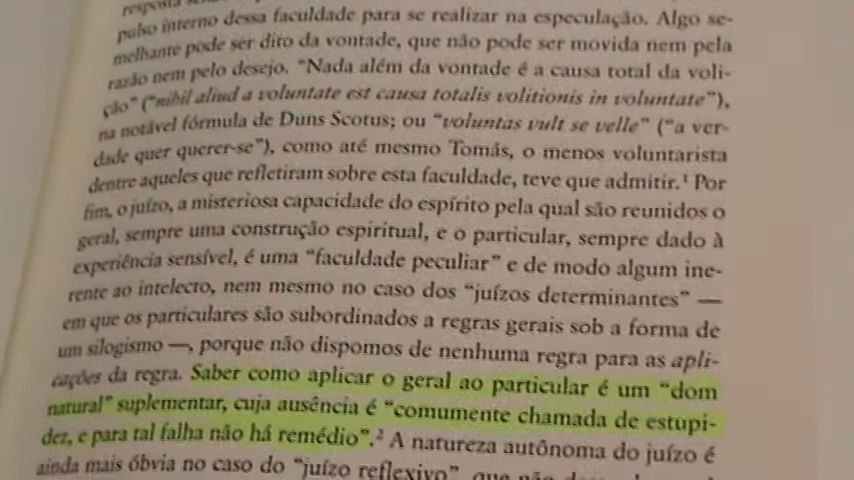 resposta
pulso interno dessa faculdade para se realizar na especulação. Algo se-
melhante pode ser dito da vontade, que não pode ser movida nem pela
razão nem pelo desejo. “Nada além da vontade é a causa total da voli-
ção” (“nihil aliud a voluntate est causa totalis volitionis in voluntate”),
na notável fórmula de Duns Scotus; ou “voluntas vult se velle” (“a ver-
dade quer querer-se”), como até mesmo Tomás, o menos voluntarista
dentre aqueles que refletiram sobre esta faculdade, teve que admitir.¹ Por
fim, o juízo, a misteriosa capacidade do espírito pela qual são reunidos o
geral, sempre uma construção espiritual, e o particular, sempre dado à
experiência sensível, é uma “faculdade peculiar” e de modo algum ine-
rente ao intelecto, nem mesmo no caso dos “juízos determinantes” —
em que os particulares são subordinados a regras gerais sob a forma de
um silogismo —, porque não dispomos de nenhuma regra para as apli-
cações da regra. Saber como aplicar o geral ao particular é um “dom
natural” suplementar, cuja ausência é “comumente chamada de estupi-
dez, e para tal falha não há remédio”.² A natureza autônoma do juízo é
ainda mais óbvia no caso do “juízo reflexivo”, que não